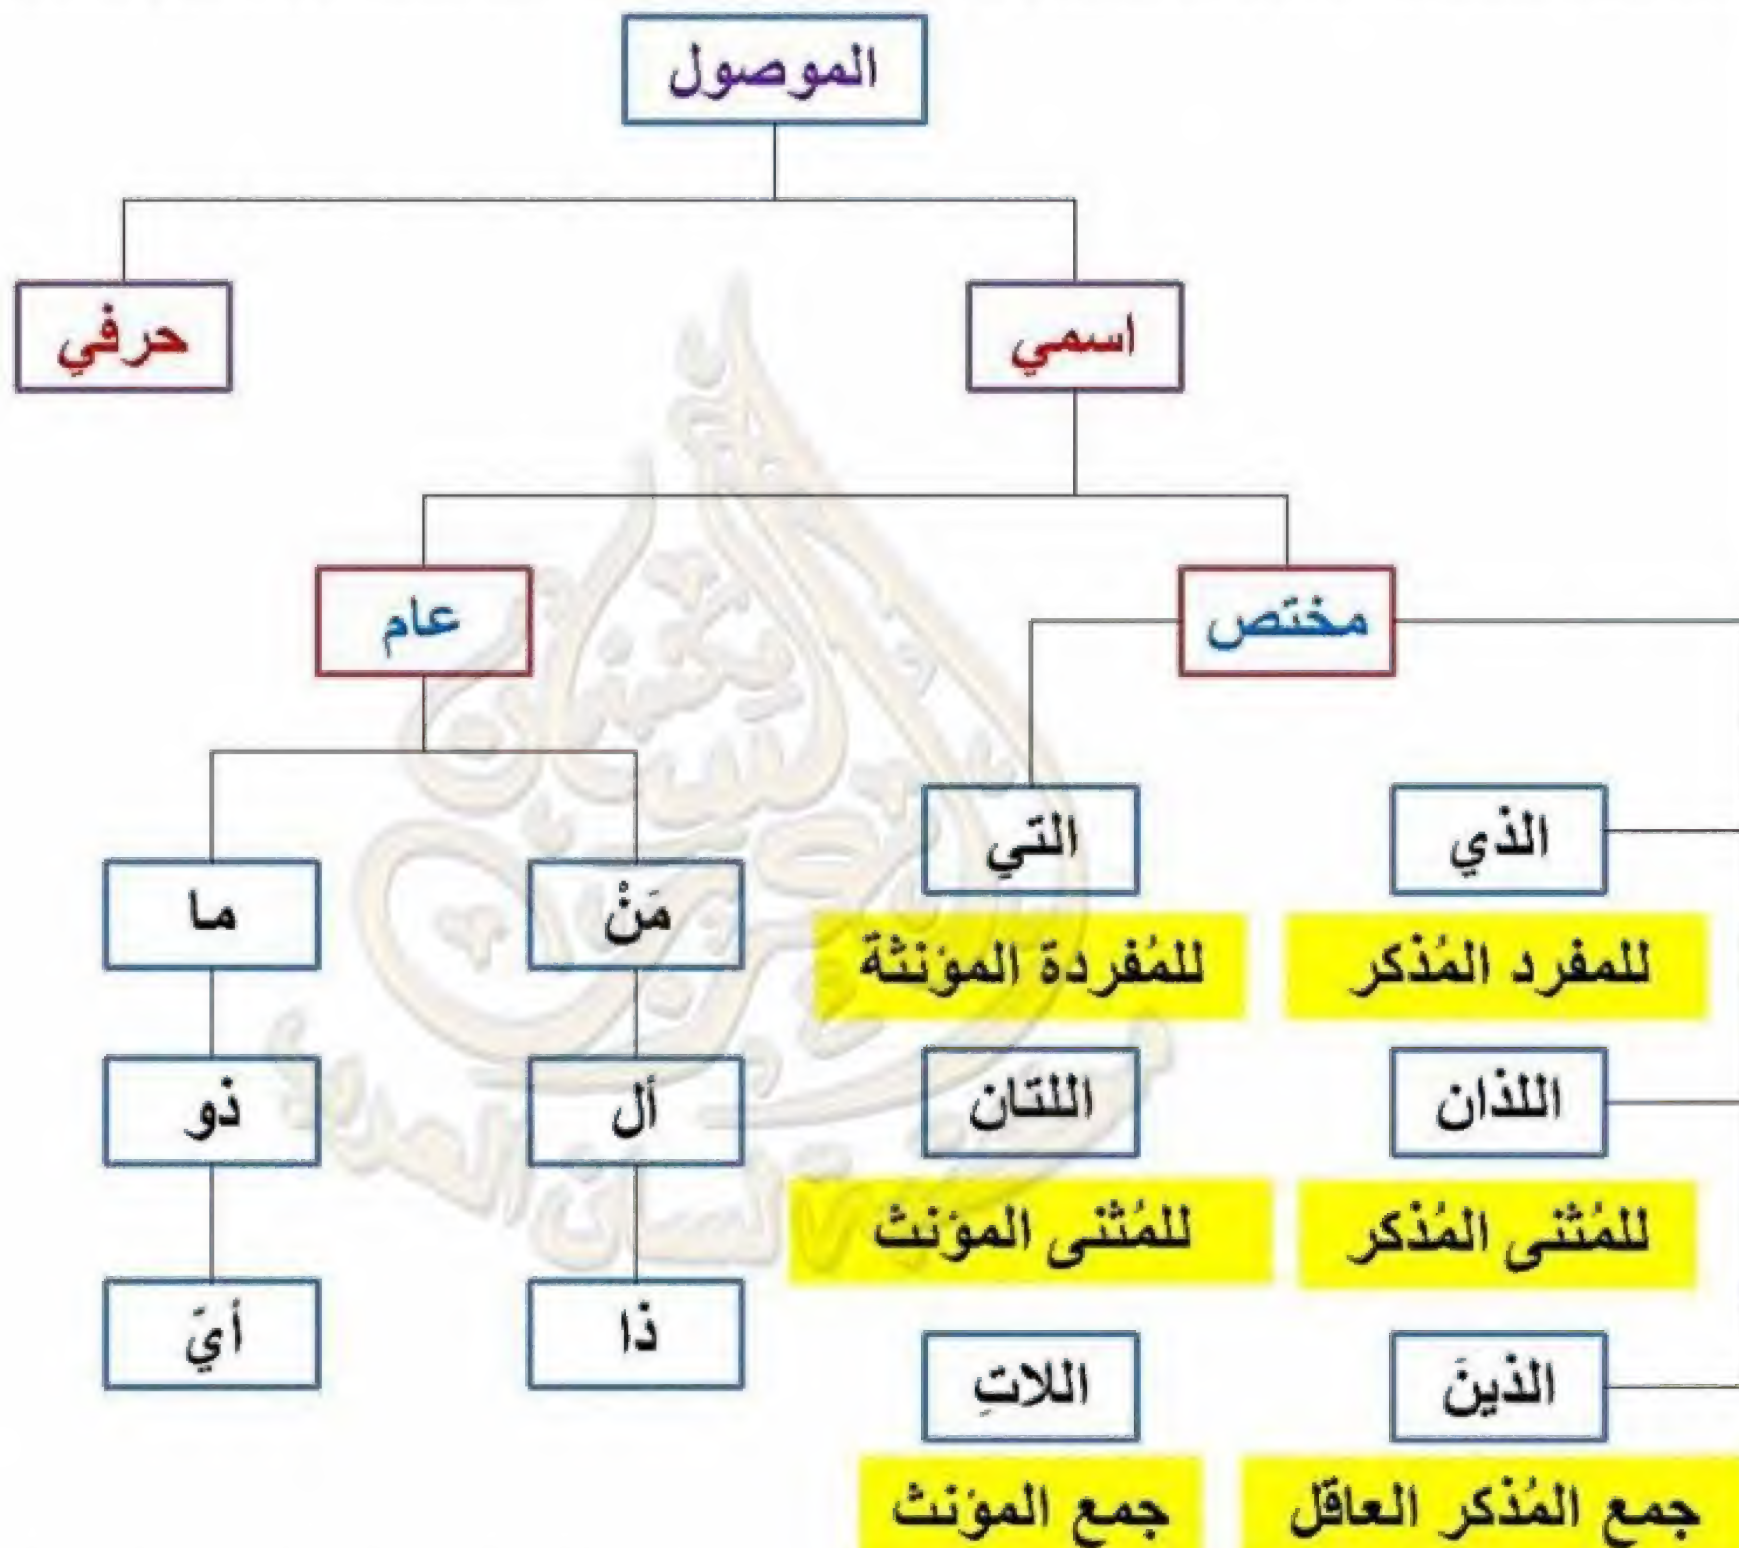 الموصول
اسمي
حرفي
مختص
عام
الذي
التي
للمفرد المُذكر
للمُفردة المؤنثة
مَنْ
ما
اللذان
اللتان
أل
ذو
للمُثنى المُذكر
للمُثنى المؤنث
ذا
أيّ
الذينَ
اللاتِ
جمع المُذكر العاقل
جمع المؤنث